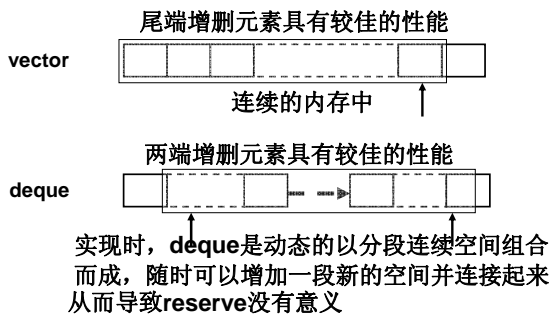 尾端增删元素具有较佳的性能
vector
连续的内存中
两端增删元素具有较佳的性能
deque
实现时，deque是动态的以分段连续空间组合
而成，随时可以增加一段新的空间并连接起来
从而导致reserve没有意义